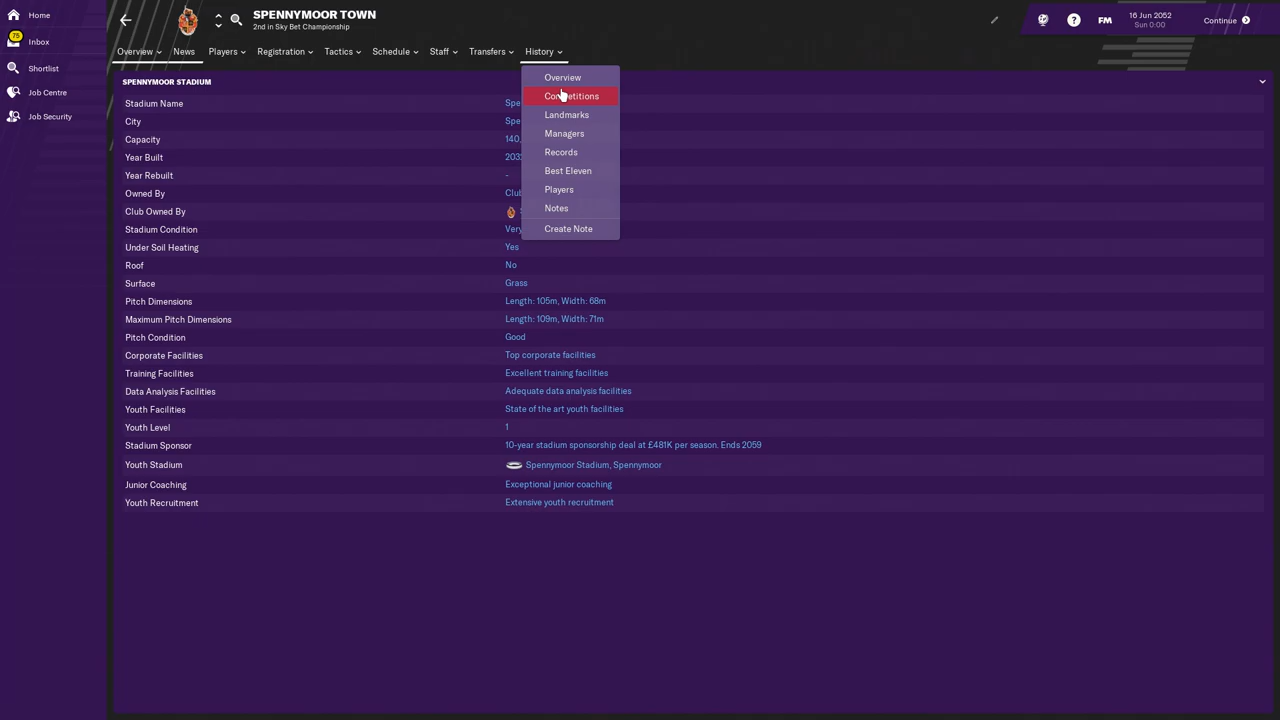 Home
75
Inbox
Shortlist
Job Centre
Job Security
SPENNYMOOR TOWN
2nd in Sky Bet Championship
FM
16 Jun 2052
Sun 0:00
Continue
Overview
News
Players
Registration
Tactics
Schedule
Staff
Transfers
History
Overview
Competitions
Landmarks
Managers
Records
Best Eleven
Players
Notes
Create Note
SPENNYMOOR STADIUM
Stadium Name
City
Capacity
Year Built
Year Rebuilt -
Owned By
Club Owned By
Stadium Condition
Under Soil Heating Yes
Roof No
Surface Grass
Pitch Dimensions Length: 105m, Width: 68m
Maximum Pitch Dimensions Length: 109m, Width: 71m
Pitch Condition Good
Corporate Facilities Top corporate facilities
Training Facilities Excellent training facilities
Data Analysis Facilities Adequate data analysis facilities
Youth Facilities State of the art youth facilities
Youth Level 1
Stadium Sponsor 10-year stadium sponsorship deal at £481K per season. Ends 2059
Youth Stadium Spennymoor Stadium, Spennymoor
Junior Coaching Exceptional junior coaching
Youth Recruitment Extensive youth recruitment